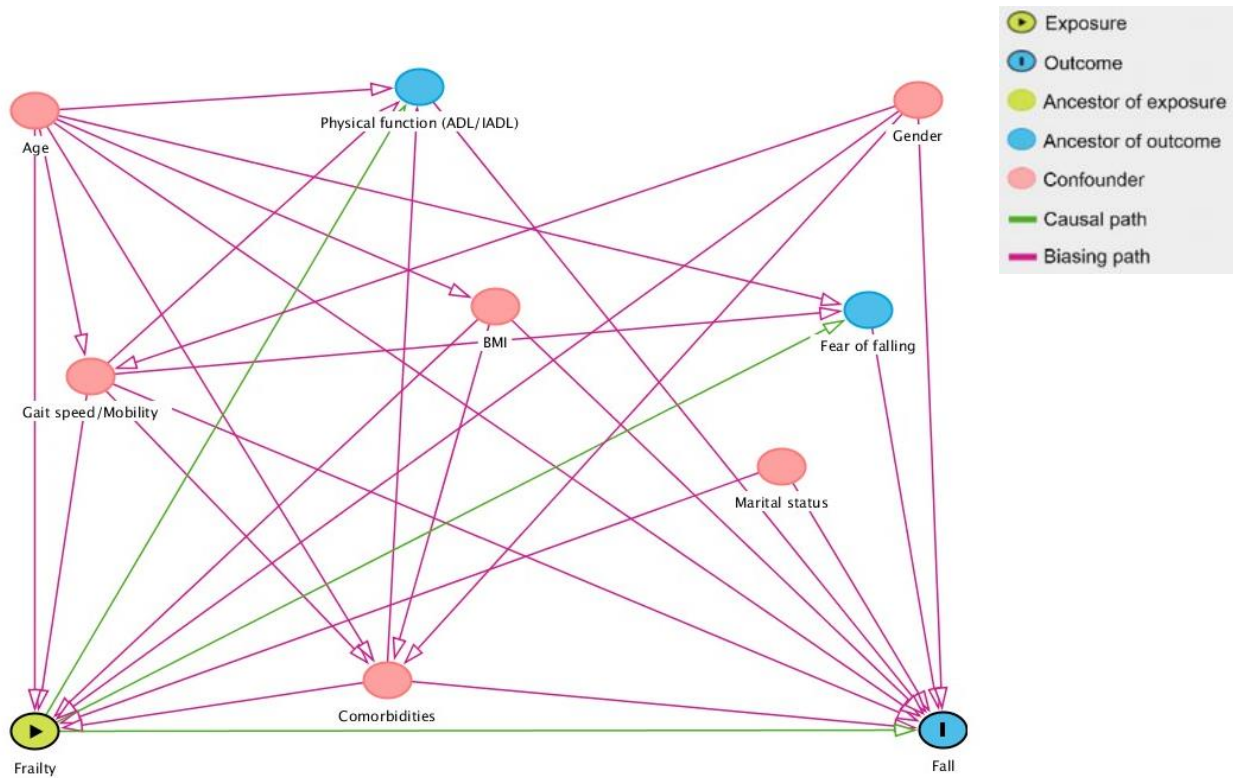 Exposure
Outcome
Ancestor of exposure
Ancestor of outcome
Confounder
Causal path
Biasing path
Physical function (ADL/IADL)
Gender
Age
BMI
Fear of falling
Gait speed/Mobility
Marital status
Comorbidities
Frailty
Fall